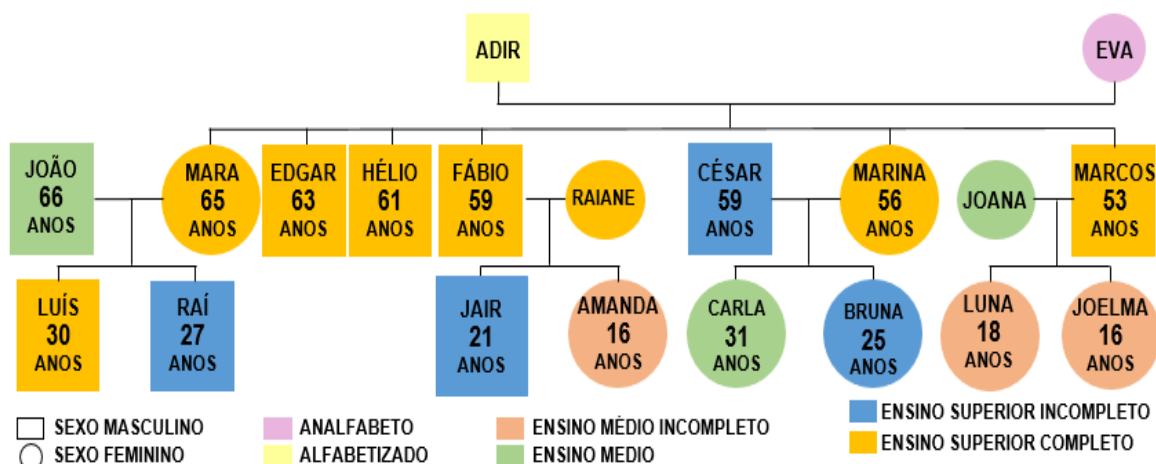 ADIR
EVA
JOÃO
66
ANOS
MARA
65
ANOS
EDGAR
63
ANOS
HÉLIO
61
ANOS
FÁBIO
59
ANOS
RAIANE
CÉSAR
59
ANOS
MARINA
56
ANOS
JOANA
MARCOS
53
ANOS
LUÍS
30
ANOS
RAÍ
27
ANOS
JAIR
21
ANOS
AMANDA
16
ANOS
CARLA
31
ANOS
BRUNA
25
ANOS
LUNA
18
ANOS
JOELMA
16
ANOS
SEXO MASCULINO
SEXO FEMININO
ANALFABETO
ALFABETIZADO
ENSINO MÉDIO INCOMPLETO
ENSINO MÉDIO
ENSINO SUPERIOR INCOMPLETO
ENSINO SUPERIOR COMPLETO